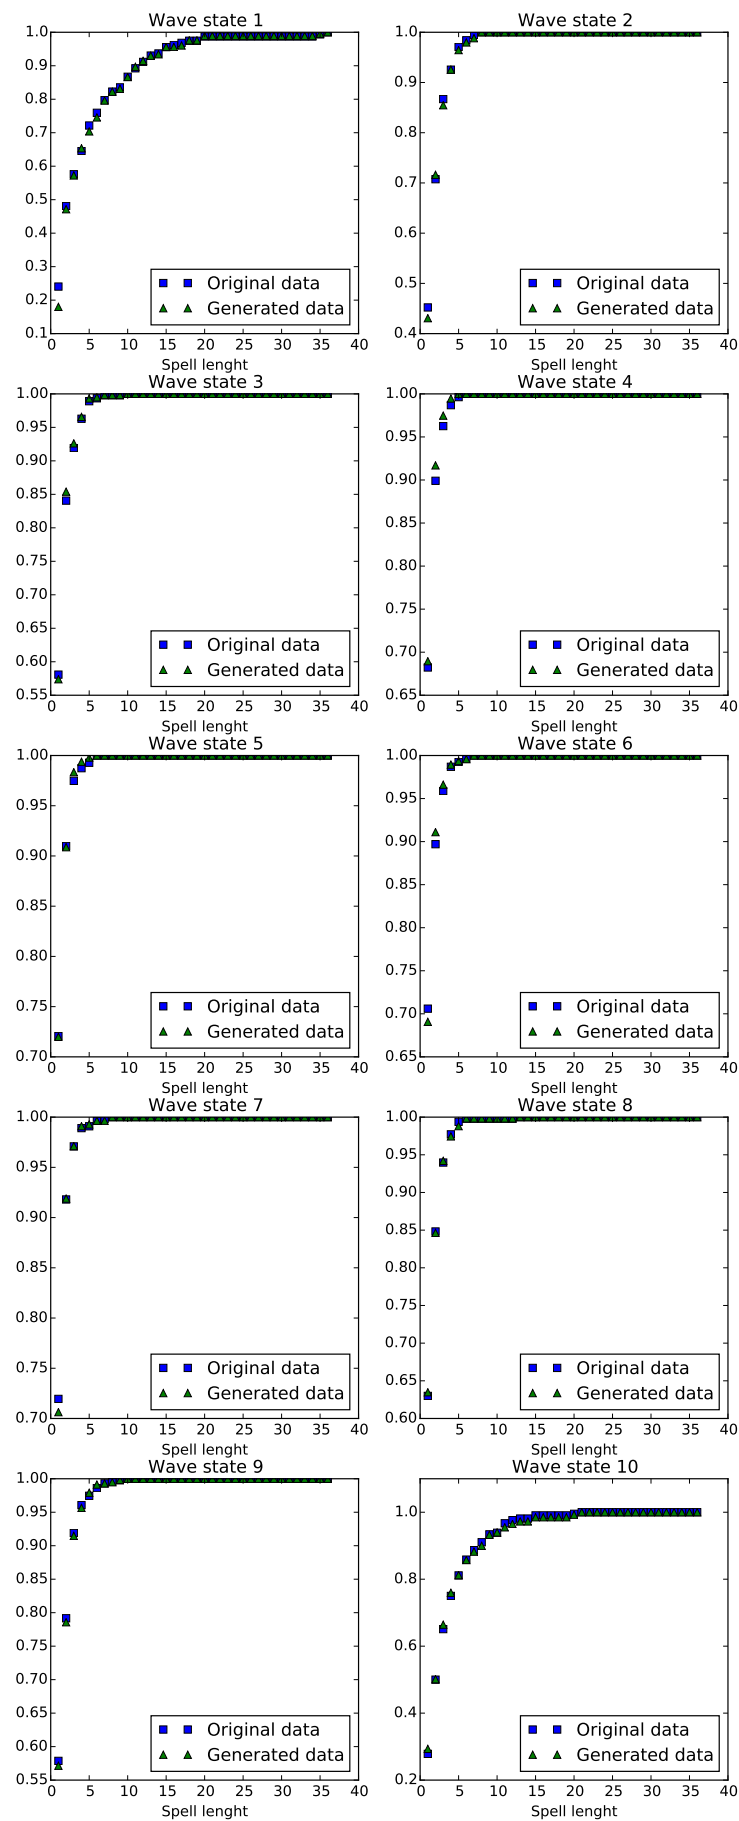 Wave state 1
1.0
0.9
0.8
0.7
0.6
0.5
0.4
0.3
0.2
0.1
Original data
Generated data
0 5 10 15 20 25 30 35 40
Spell lenght
Wave state 2
1.0
0.9
0.8
0.7
0.6
0.5
0.4
Original data
Generated data
0 5 10 15 20 25 30 35 40
Spell lenght
Wave state 3
1.00
0.95
0.90
0.85
0.80
0.75
0.70
0.65
0.60
0.55
Original data
Generated data
0 5 10 15 20 25 30 35 40
Spell lenght
Wave state 4
1.00
0.95
0.90
0.85
0.80
0.75
0.70
0.65
Original data
Generated data
0 5 10 15 20 25 30 35 40
Spell lenght
Wave state 5
1.00
0.95
0.90
0.85
0.80
0.75
0.70
Original data
Generated data
0 5 10 15 20 25 30 35 40
Spell lenght
Wave state 6
1.00
0.95
0.90
0.85
0.80
0.75
0.70
0.65
Original data
Generated data
0 5 10 15 20 25 30 35 40
Spell lenght
Wave state 7
1.00
0.95
0.90
0.85
0.80
0.75
0.70
Original data
Generated data
0 5 10 15 20 25 30 35 40
Spell lenght
Wave state 8
1.00
0.95
0.90
0.85
0.80
0.75
0.70
0.65
0.60
Original data
Generated data
0 5 10 15 20 25 30 35 40
Spell lenght
Wave state 9
1.00
0.95
0.90
0.85
0.80
0.75
0.70
0.65
0.60
0.55
Original data
Generated data
0 5 10 15 20 25 30 35 40
Spell lenght
Wave state 10
1.0
0.8
0.6
0.4
0.2
Original data
Generated data
0 5 10 15 20 25 30 35 40
Spell lenght